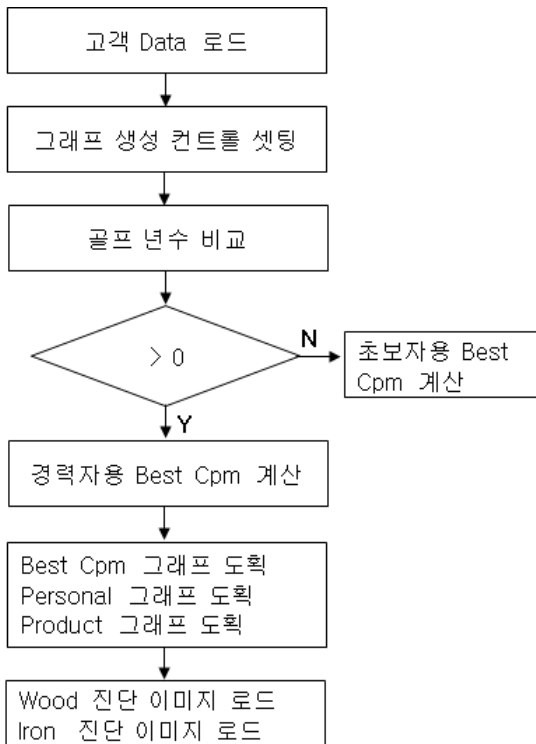 고객 Data 로드
그래프 생성 컨트롤 셋팅
골프 년수 비교
> 0
N
초보자용 Best
Cpm 계산
Y
경력자용 Best Cpm 계산
Best Cpm 그래프 도획
Personal 그래프 도획
Product 그래프 도획
Wood 진단 이미지 로드
Iron 진단 이미지 로드